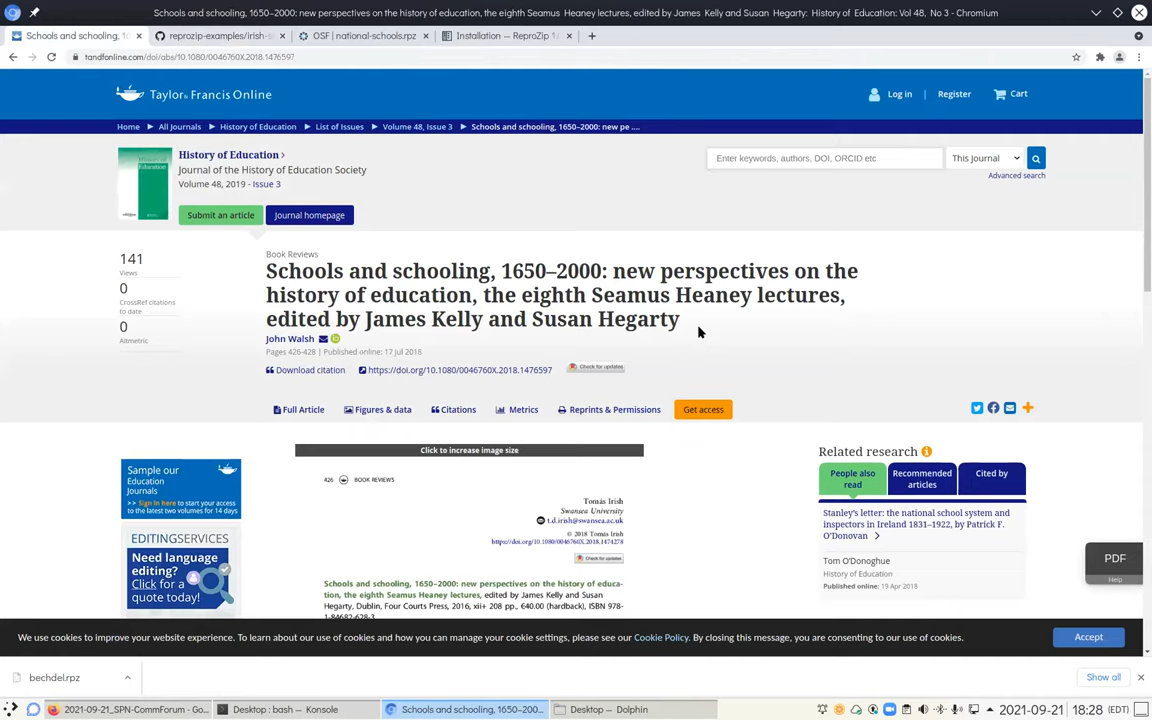 Schools and schooling, 1650–2000: new perspectives on the history of education, the eighth Seamus Heaney lectures, edited by James Kelly and Susan Hegarty: History of Education: Vol 48, No 3 - Chromium
Schools and schooling, 1
reprozip-examples/irish-s
OSF | national-schools.rpz
Installation — ReproZip 1.
tandfonline.com/doi/abs/10.1080/0046760X.2018.1476597
Taylor & Francis Online
Log in | Register
Cart
Home All Journals History of Education List of Issues Volume 48, Issue 3 Schools and schooling, 1650–2000: new pe ....
History of Education
Journal of the History of Education Society
Volume 48, 2019 - Issue 3
Enter keywords, authors, DOI, ORCID etc
This Journal
Advanced search
Submit an article
Journal homepage
141
Views
0
CrossRef citations
to date
0
Altmetric
Book Reviews
Schools and schooling, 1650–2000: new perspectives on the
history of education, the eighth Seamus Heaney lectures,
edited by James Kelly and Susan Hegarty
John Walsh
Pages 426-428 | Published online: 17 Jul 2018
Download citation
https://doi.org/10.1080/0046760X.2018.1476597
Check for updates
Full Article
Figures & data
Citations
Metrics
Reprints & Permissions
Get access
Click to increase image size
426 BOOK REVIEWS
Tomás Irish
Swansea University
t.d.irish@swansea.ac.uk
© 2018 Tomás Irish
https://doi.org/10.1080/0046760X.2018.1474278
Check for updates
Schools and schooling, 1650–2000: new perspectives on the history of educa-
tion, the eighth Seamus Heaney lectures, edited by James Kelly and Susan
Hegarty, Dublin, Four Courts Press, 2016, xii+ 208 pp., €40.00 (hardback), ISBN 978-
1-84682-628-3
Sample our
Education
Journals
>> Sign in here to start your access
to the latest two volumes for 14 days
EDITINGSERVICES
Need language
editing?
Click for a
quote today!
Related research
People also
read
Recommended
articles
Cited by
Stanley's letter: the national school system and
inspectors in Ireland 1831–1922, by Patrick F.
O'Donovan
Tom O'Donoghue
History of Education
Published online: 19 Apr 2018
PDF
Help
We use cookies to improve your website experience. To learn about our use of cookies and how you can manage your cookie settings, please see our Cookie Policy. By closing this message, you are consenting to our use of cookies.
Accept
bechdel.rpz
Show all
2021-09-21_SPN-CommForum - Go...
Desktop : bash — Konsole
Schools and schooling, 1650–200...
Desktop — Dolphin
2021-09-21
18:28 (EDT)